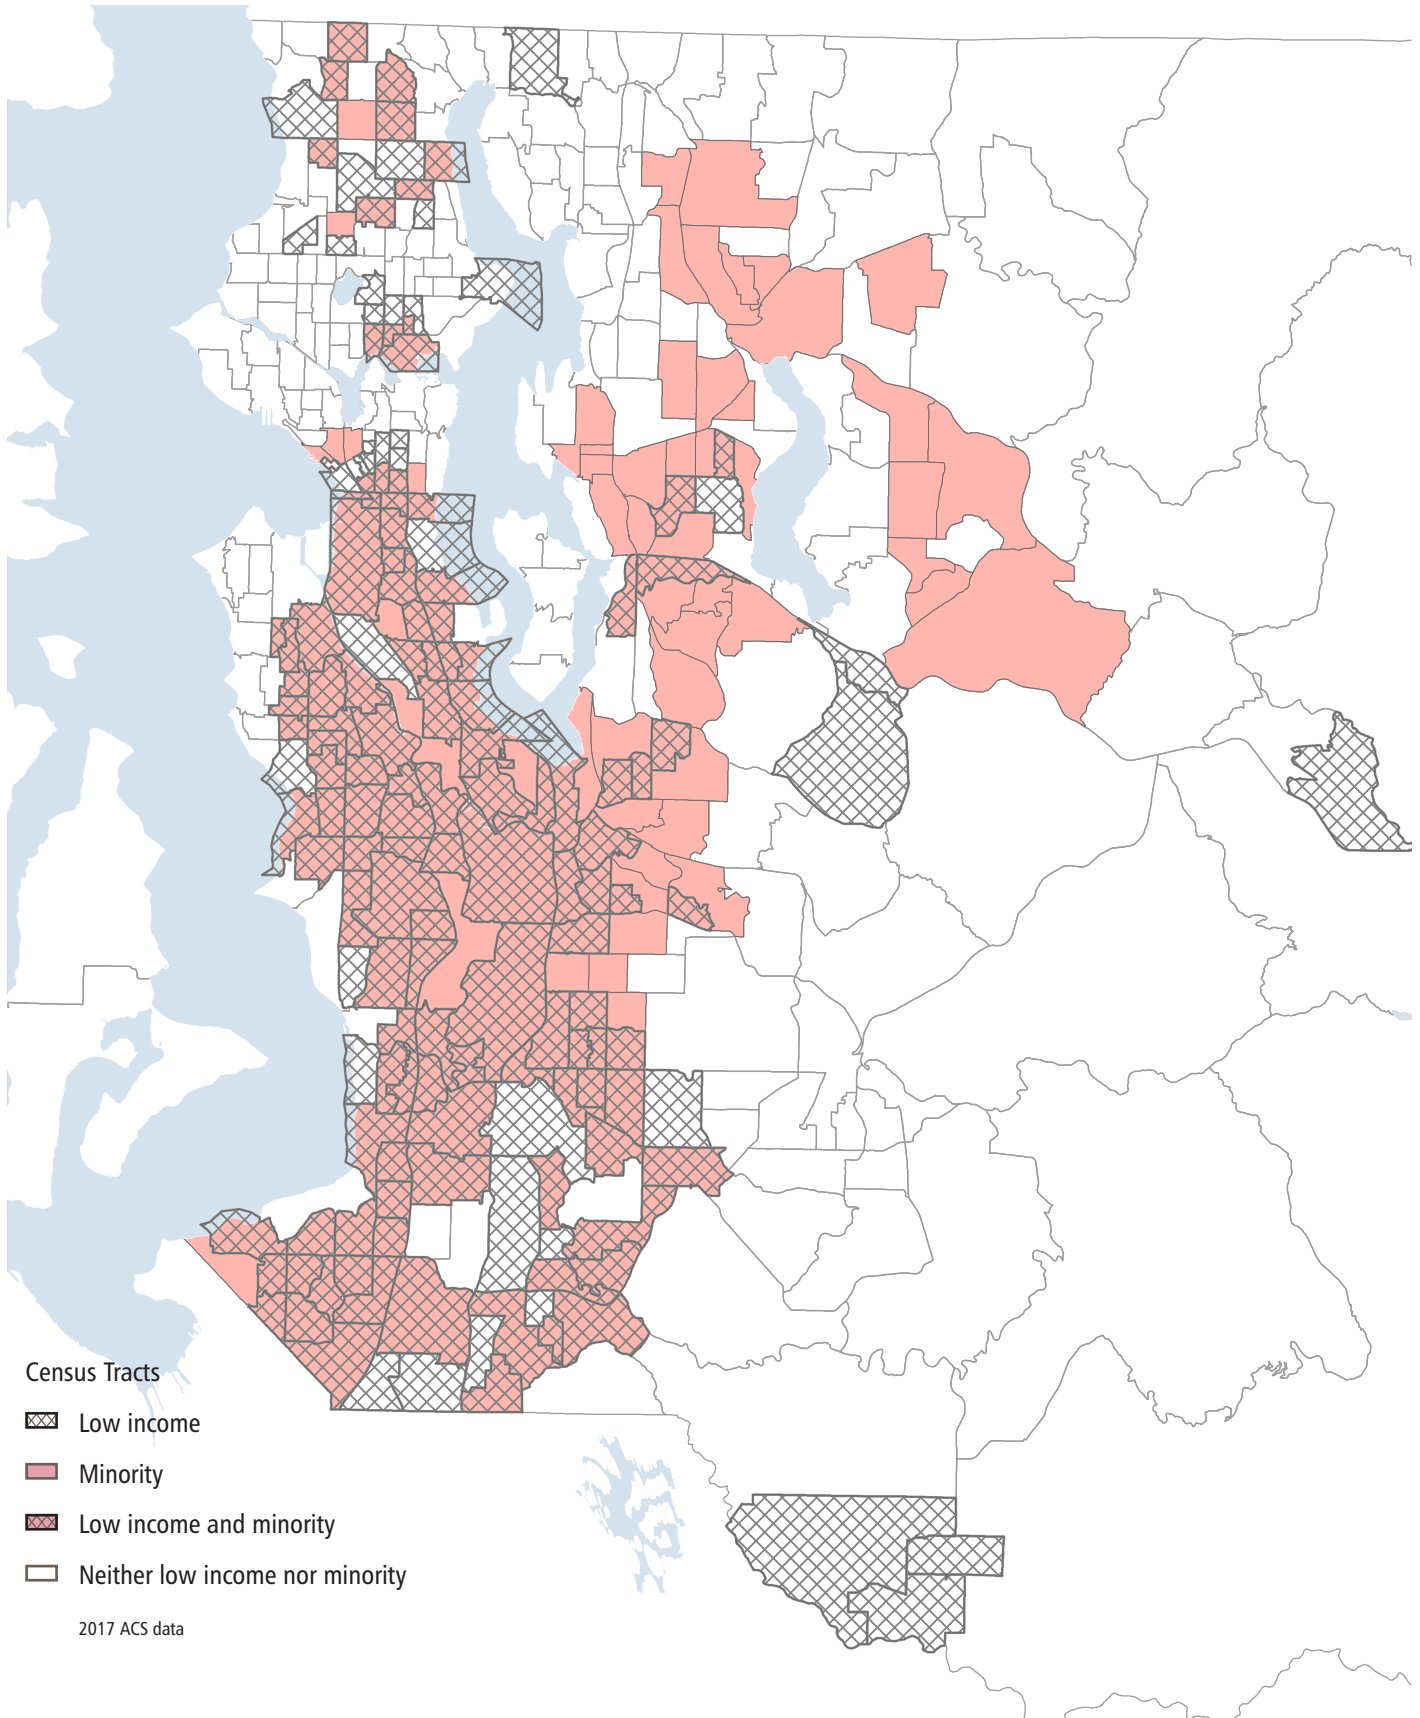 Census Tracts
Low income
Minority
Low income and minority
Neither low income nor minority
2017 ACS data